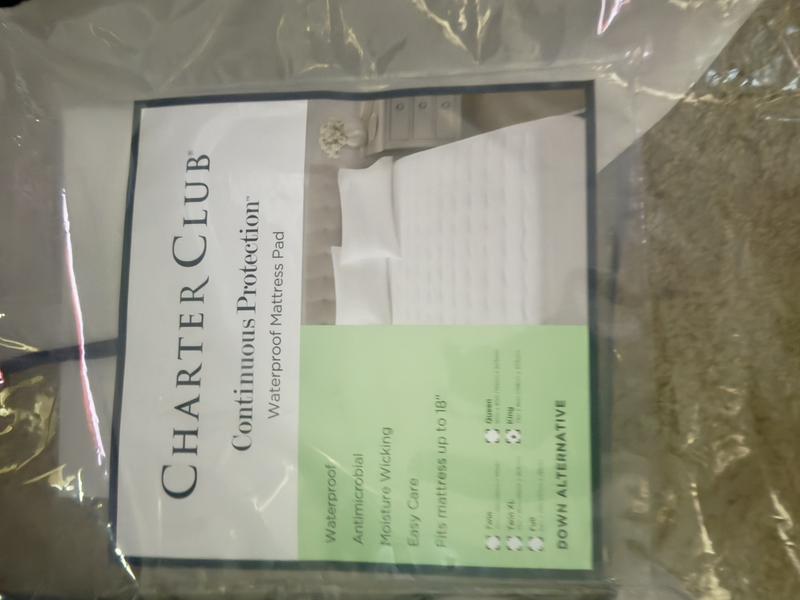 CHARTER CLUB®
Continuous Protection™
Waterproof Mattress Pad
Waterproof
Antimicrobial
Moisture Wicking
Easy Care
Fits mattress up to 18"
Twin
Twin XL
Full
Queen
King
DOWN ALTERNATIVE